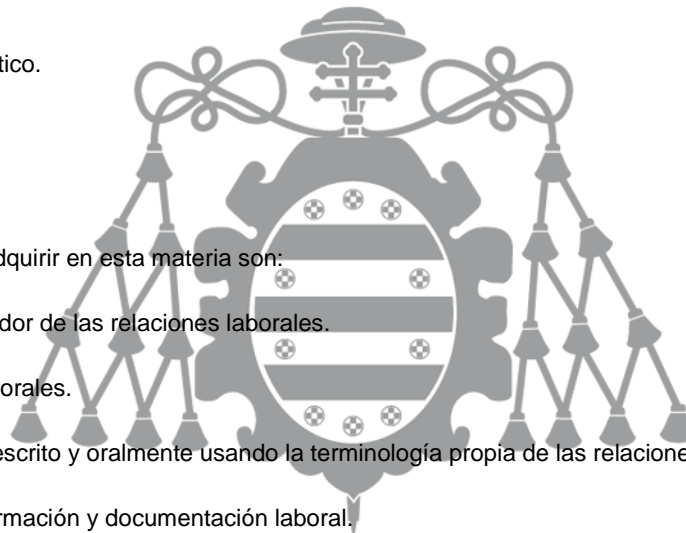 tico.
dquirir en esta materia son:
dor de las relaciones laborales.
orales.
escrito y oralmente usando la terminología propia de las relacione
rmación y documentación laboral.